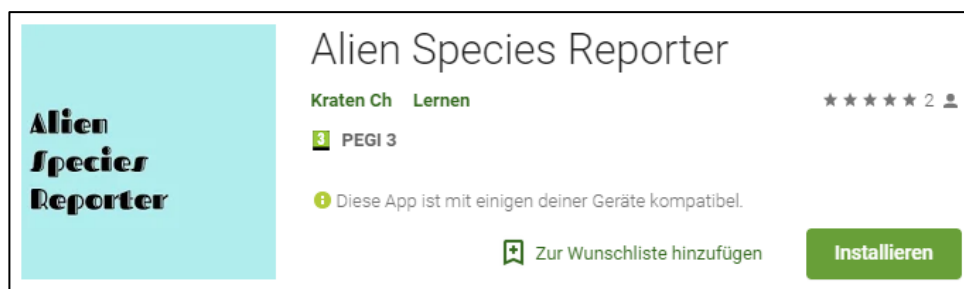 Alien Species Reporter
Alien
Species
Reporter
Kraten Ch Lernen
2
3 PEGI 3
Diese App ist mit einigen deiner Geräte kompatibel.
Zur Wunschliste hinzufügen
Installieren